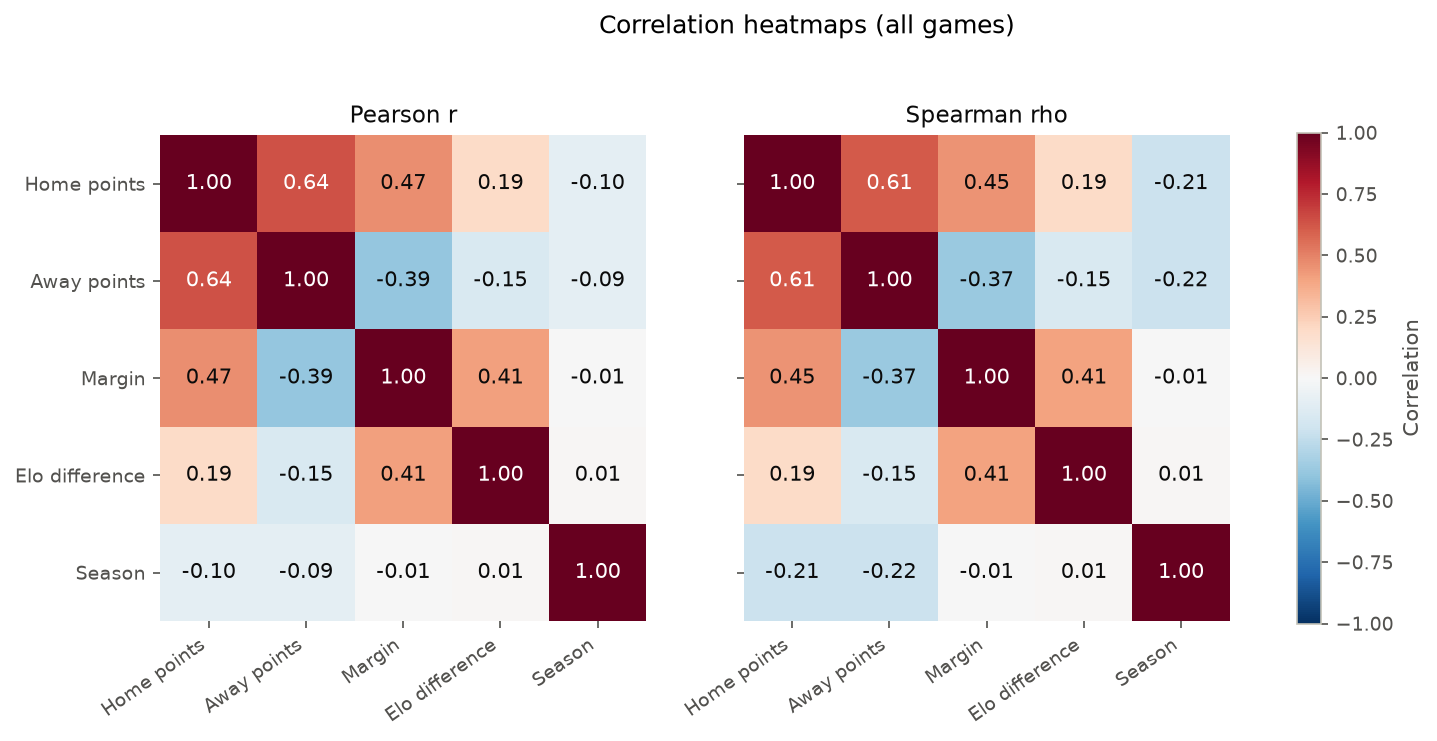 Correlation heatmaps (all games)
Pearson r
Spearman rho
Home points
1.00 0.64 0.47 0.19 -0.10
1.00 0.61 0.45 0.19 -0.21
Away points
0.64 1.00 -0.39 -0.15 -0.09
0.61 1.00 -0.37 -0.15 -0.22
Margin
0.47 -0.39 1.00 0.41 -0.01
0.45 -0.37 1.00 0.41 -0.01
Elo difference
0.19 -0.15 0.41 1.00 0.01
0.19 -0.15 0.41 1.00 0.01
Season
-0.10 -0.09 -0.01 0.01 1.00
-0.21 -0.22 -0.01 0.01 1.00
Home points
Away points
Margin
Elo difference
Season
Home points
Away points
Margin
Elo difference
Season
1.00
0.75
0.50
0.25
0.00
−0.25
−0.50
−0.75
−1.00
Correlation